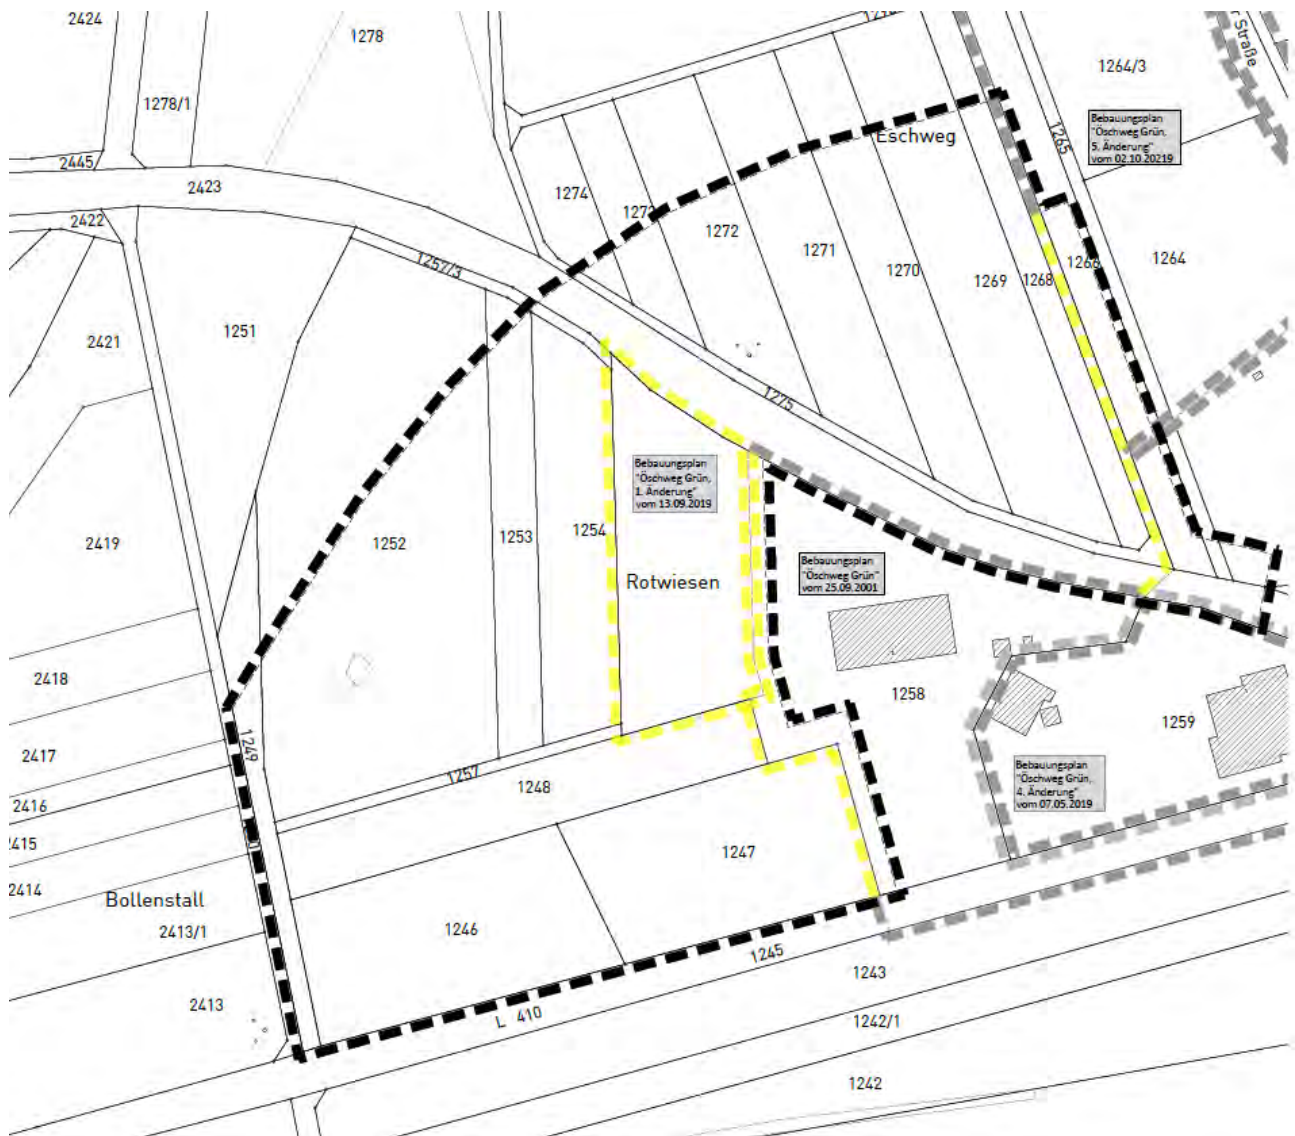 2424
1278
1278/1
1264/3
r Straße
Bebauungsplan
"Öschweg Grün,
5. Änderung"
vom 02.10.20219
1265
Eschweg
2445
2423
2422
1274
1273
1272
1271
1270
1269
1268
1266
1264
1257/3
1251
2421
1275
2419
1252
1253
1254
Bebauungsplan
"Öschweg Grün,
1. Änderung"
vom 13.09.2019
Rotwiesen
Bebauungsplan
"Öschweg Grün"
vom 25.09.2001
2418
1258
1259
2417
1249
1257
1248
Bebauungsplan
"Öschweg Grün,
4. Änderung"
vom 07.05.2019
2416
2415
1247
2414
Bollenstall
2413/1
1246
1245
1243
2413
L 410
1242/1
1242